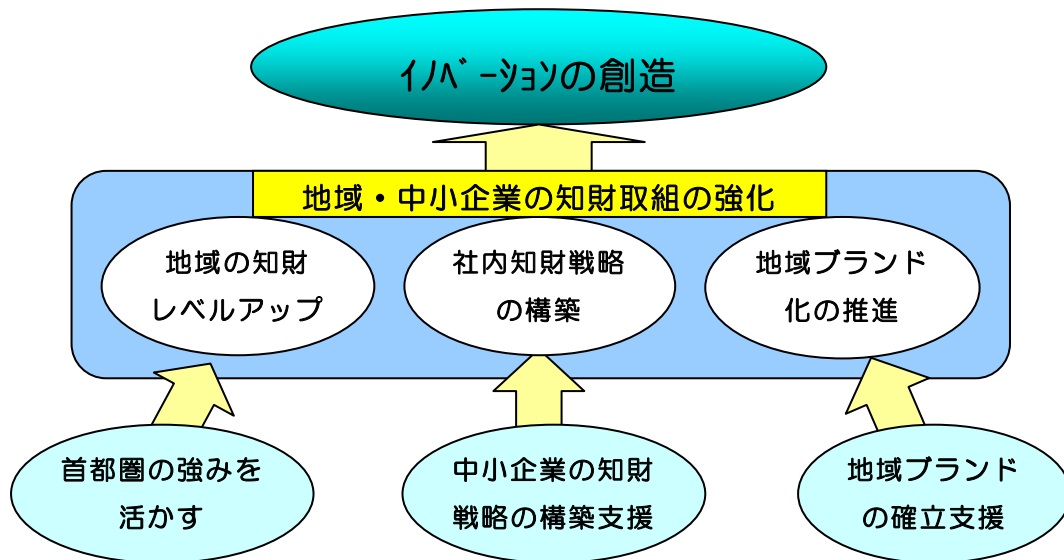 ｲﾉﾍﾞｰｼｮﾝの創造
地域・中小企業の知財取組の強化
地域の知財
レベルアップ
社内知財戦略
の構築
地域ブランド
化の推進
首都圏の強みを
活かす
中小企業の知財
戦略の構築支援
地域ブランド
の確立支援